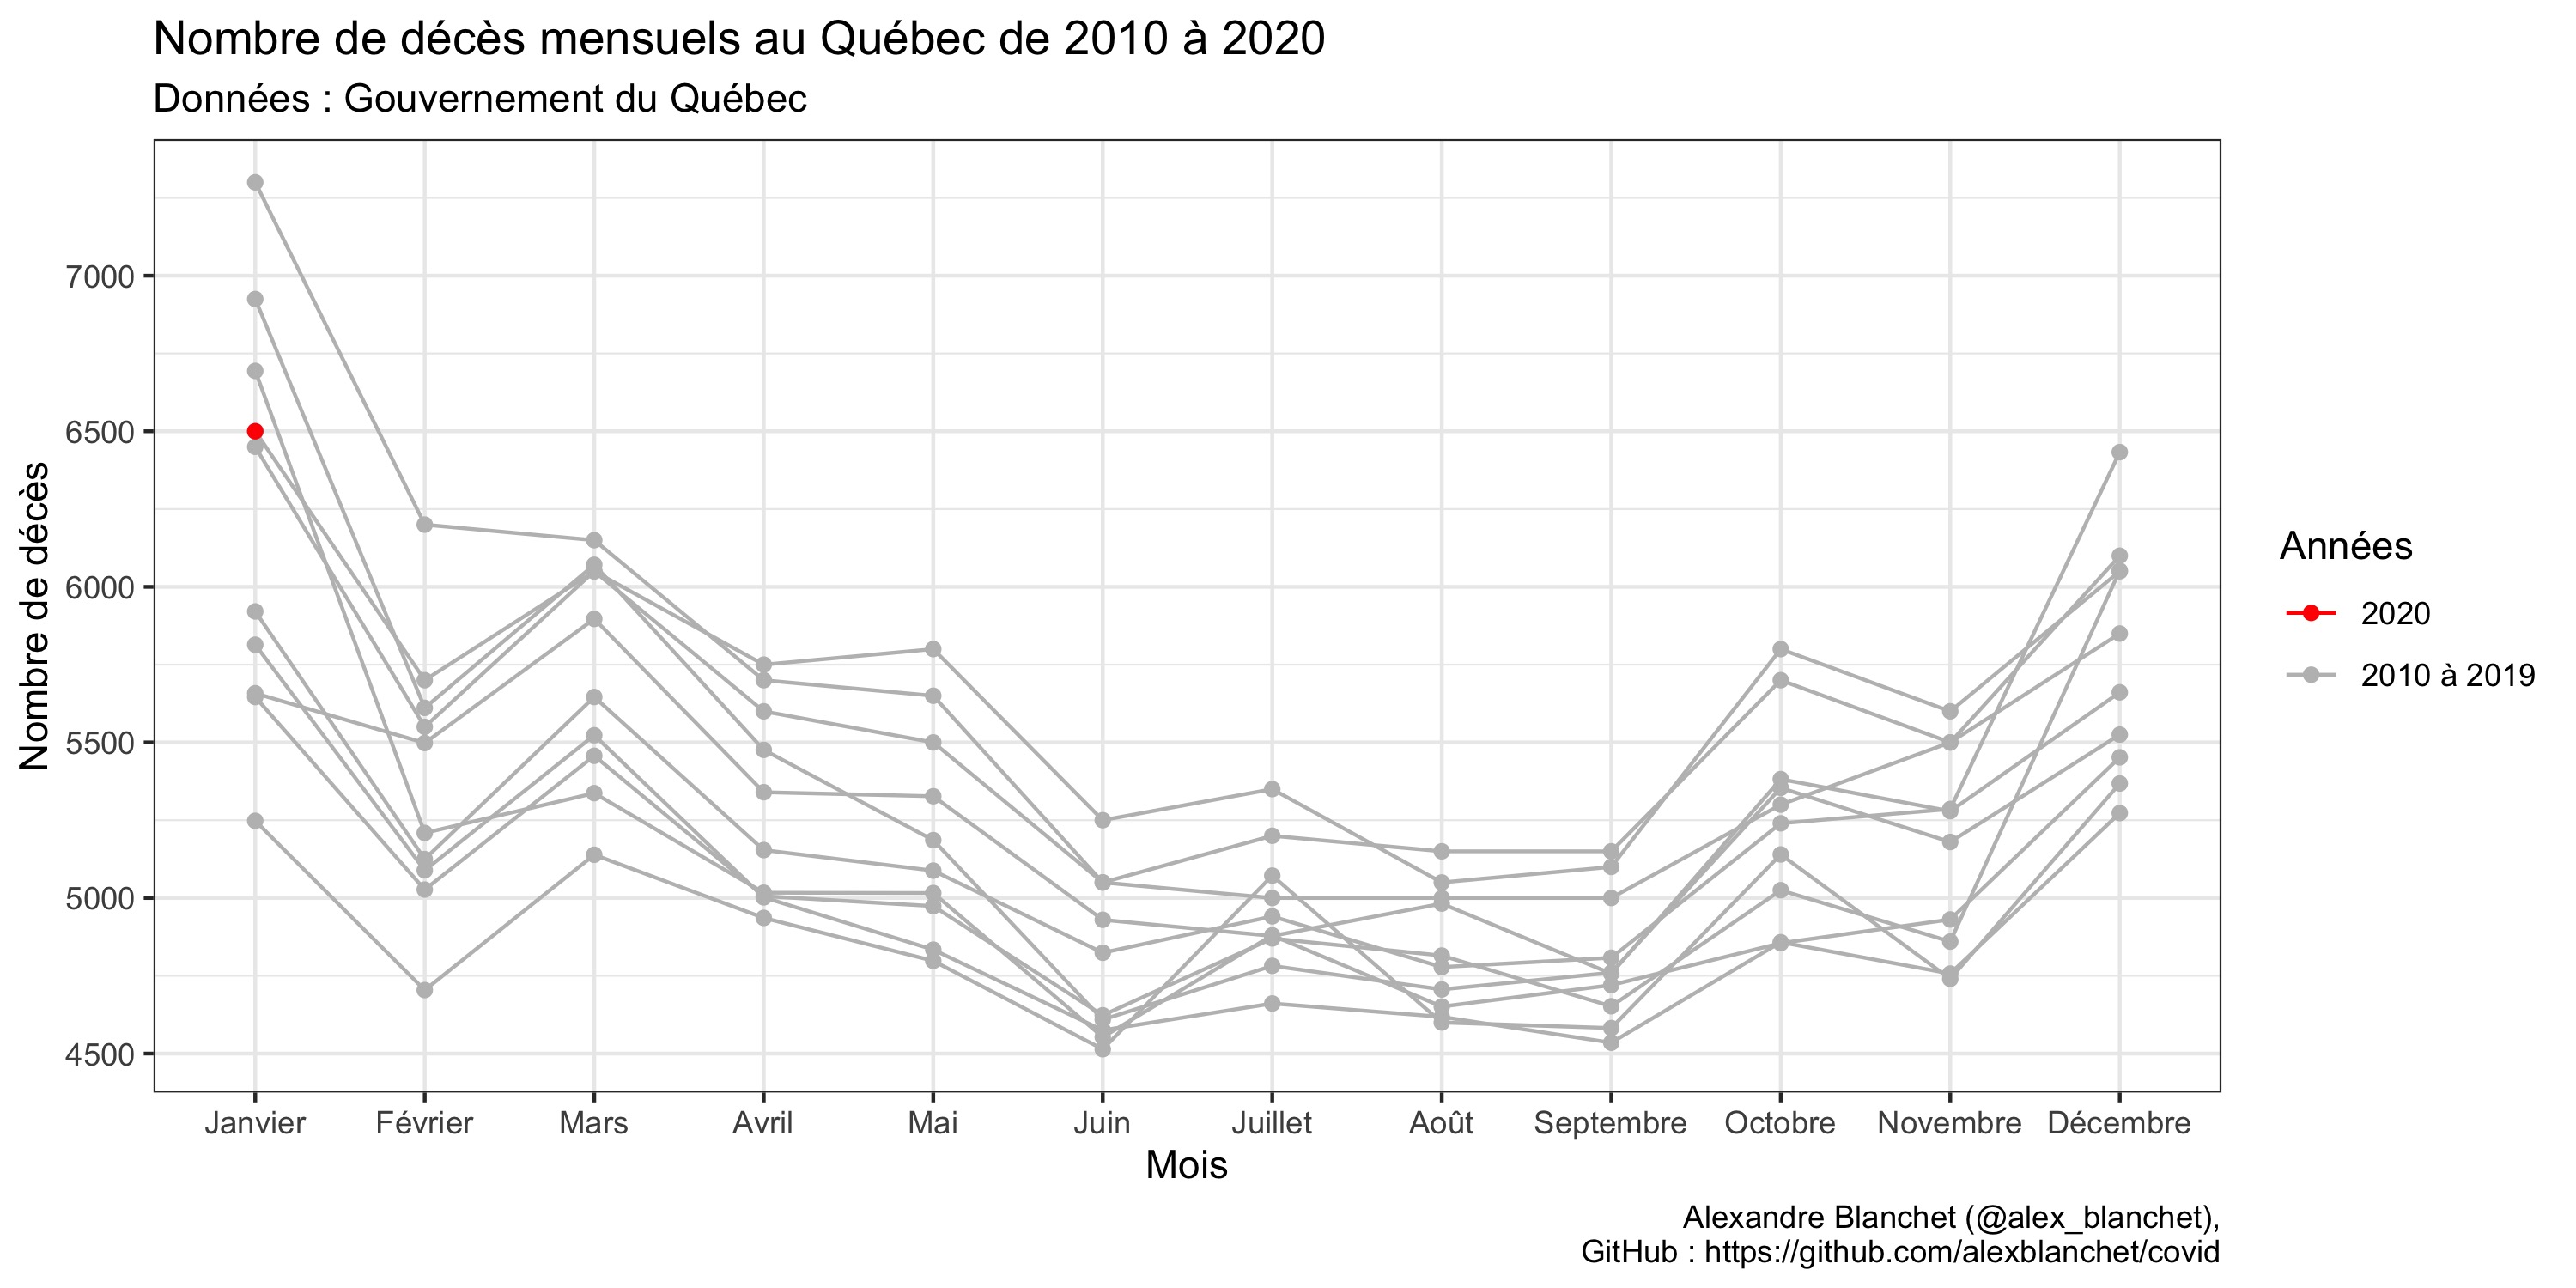 Nombre de décès mensuels au Québec de 2010 à 2020
Données : Gouvernement du Québec
Nombre de décès
7000
6500
6000
5500
5000
4500
Janvier Février Mars Avril Mai Juin Juillet Août Septembre Octobre Novembre Décembre
Mois
Années
2020
2010 à 2019
Alexandre Blanchet (@alex_blanchet),
GitHub : https://github.com/alexblanchet/covid